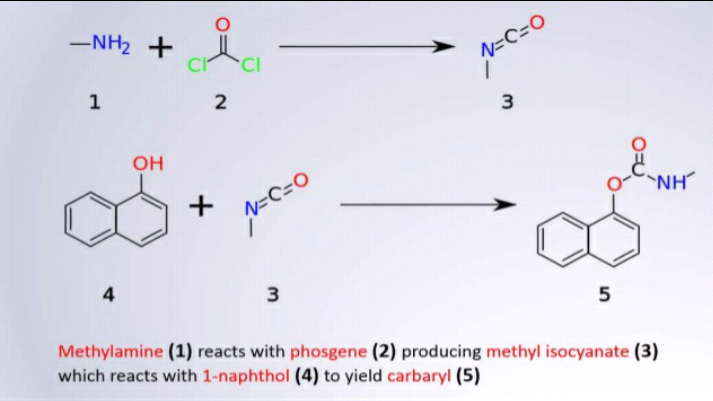 —NH₂ + O Cl Cl N=C=O
1 2 3
OH + N=C=O O C O NH
4 3 5
Methylamine (1) reacts with phosgene (2) producing methyl isocyanate (3)
which reacts with 1-naphthol (4) to yield carbaryl (5)